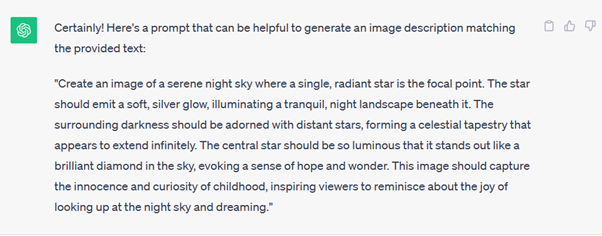 Certainly! Here's a prompt that can be helpful to generate an image description matching
the provided text:
"Create an image of a serene night sky where a single, radiant star is the focal point. The star
should emit a soft, silver glow, illuminating a tranquil, night landscape beneath it. The
surrounding darkness should be adorned with distant stars, forming a celestial tapestry that
appears to extend infinitely. The central star should be so luminous that it stands out like a
brilliant diamond in the sky, evoking a sense of hope and wonder. This image should capture
the innocence and curiosity of childhood, inspiring viewers to reminisce about the joy of
looking up at the night sky and dreaming."